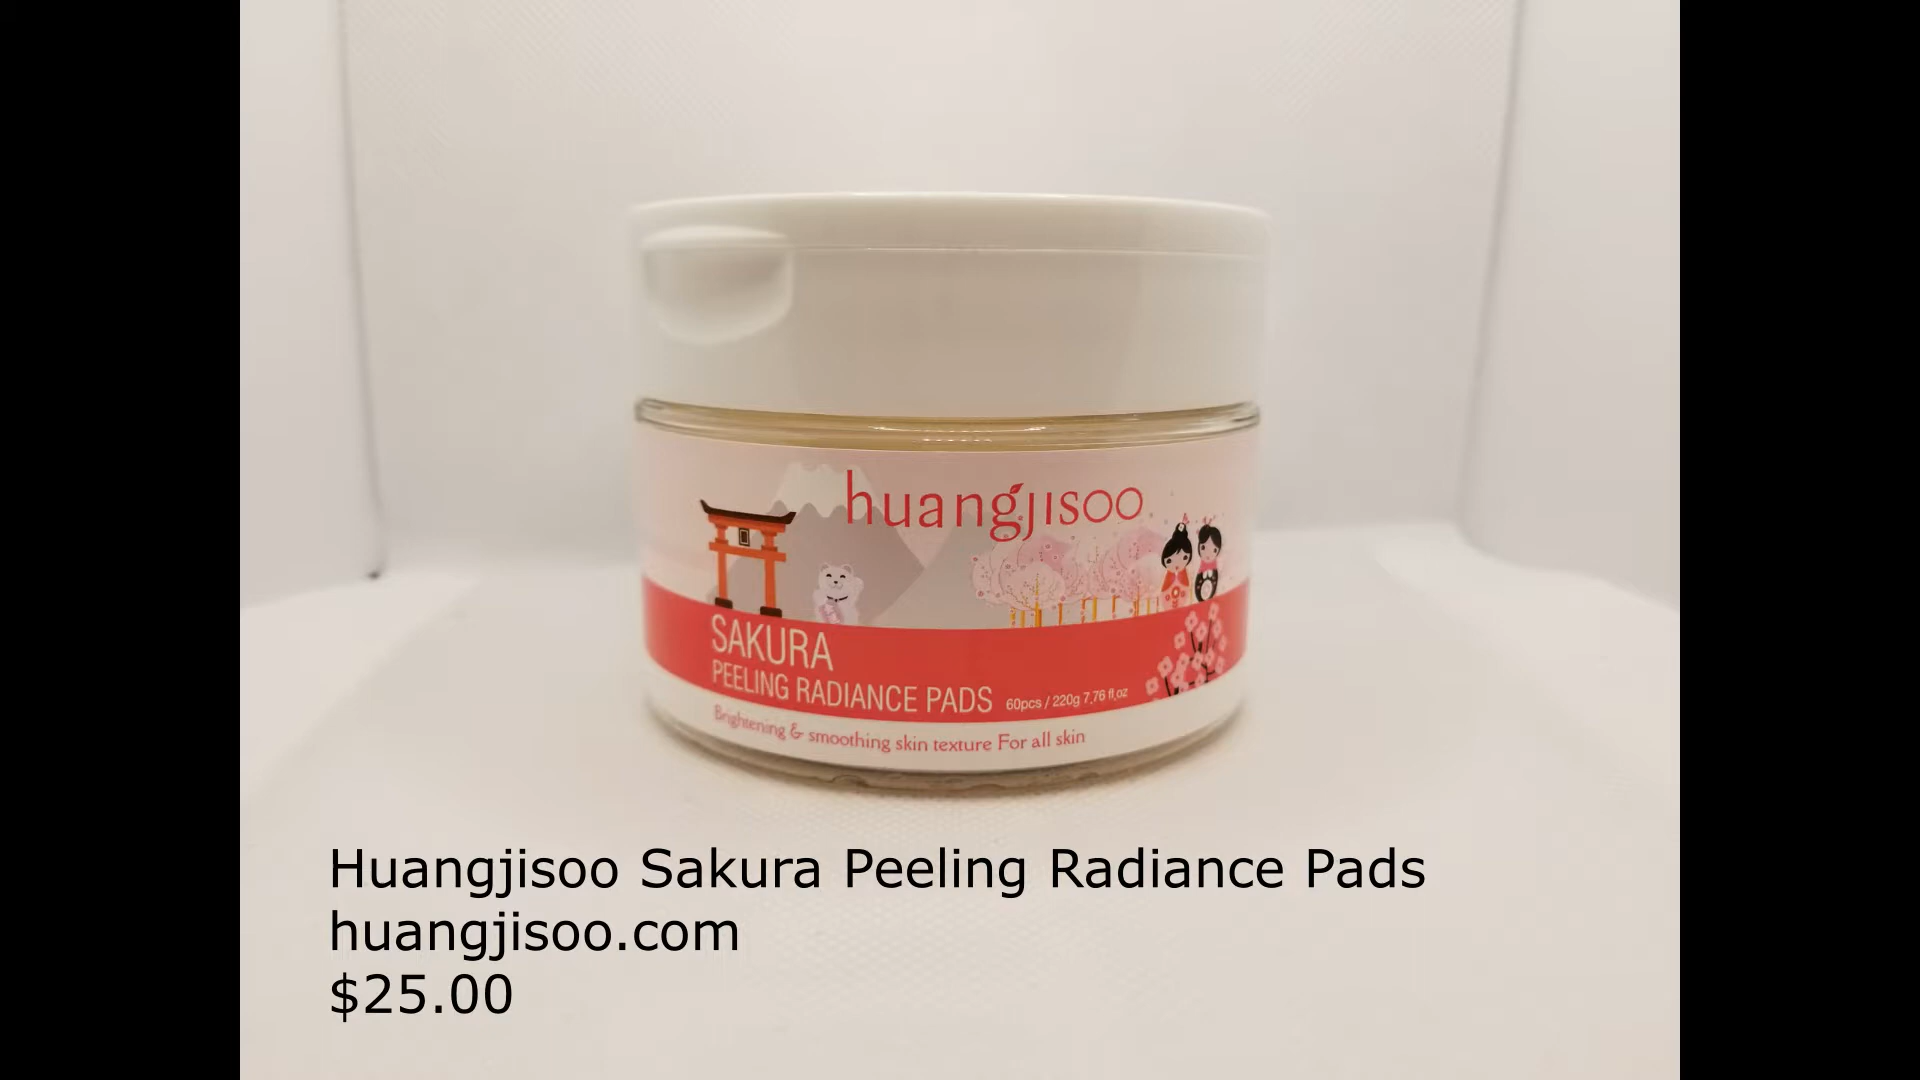 huangjisoo
SAKURA
PEELING RADIANCE PADS 60pcs / 220g 7.76 fl.oz
Brightening & smoothing skin texture For all skin
Huangjisoo Sakura Peeling Radiance Pads
huangjisoo.com
$25.00